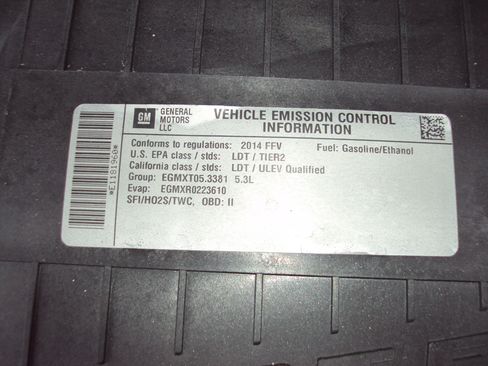 GM
GENERAL
MOTORS
LLC
VEHICLE EMISSION CONTROL
INFORMATION
Conforms to regulations: 2014 FFV Fuel: Gasoline/Ethanol
U.S. EPA class / stds: LDT / TIER2
California class / stds: LDT / ULEV Qualified
Group: EGMXT05.3381 5.3L
Evap: EGMXR0223610
SFI/HO2S/TWC, OBD: II
*E1181960*